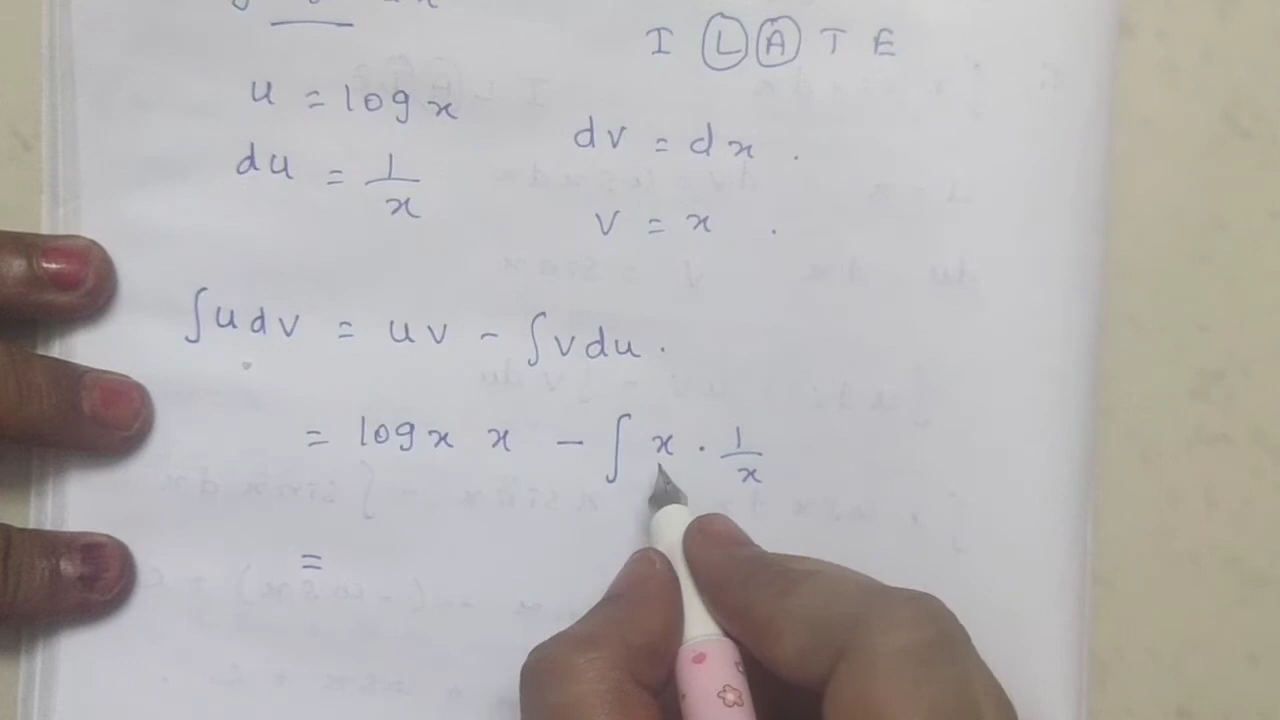 I L A T E
u = log x
dv = dx .
du = 1/x
v = x .
∫u dv = uv - ∫v du .
= log x x - ∫ x . 1/x
=